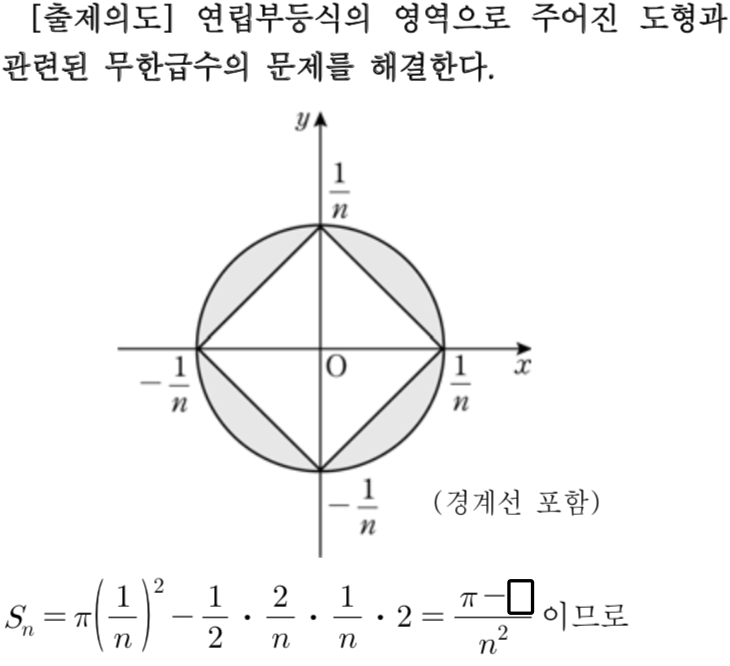 [출제의도] 연립부등식의 영역으로 주어진 도형과
관련된 무한급수의 문제를 해결한다.
y
1/n
O
x
-1/n
1/n
-1/n
(경계선 포함)
S_n = π(1/n)^2 - 1/2 · 2/n · 1/n · 2 = (π-□)/n^2 이므로